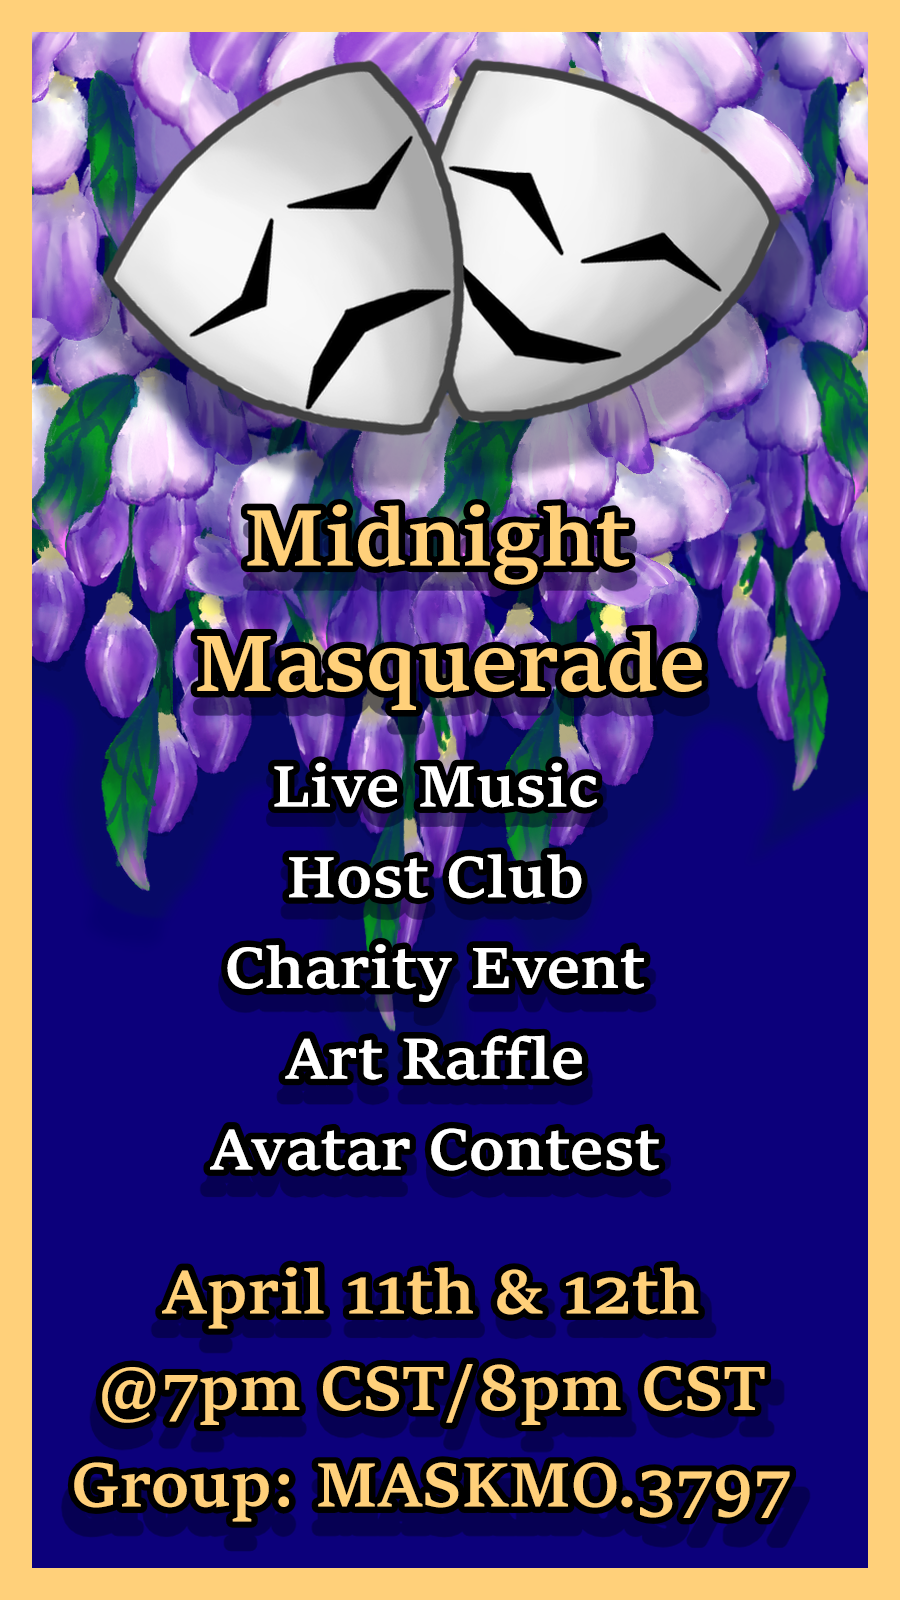 Midnight
Masquerade
Live Music
Host Club
Charity Event
Art Raffle
Avatar Contest
April 11th & 12th
@7pm CST/8pm CST
Group: MASKMO.3797